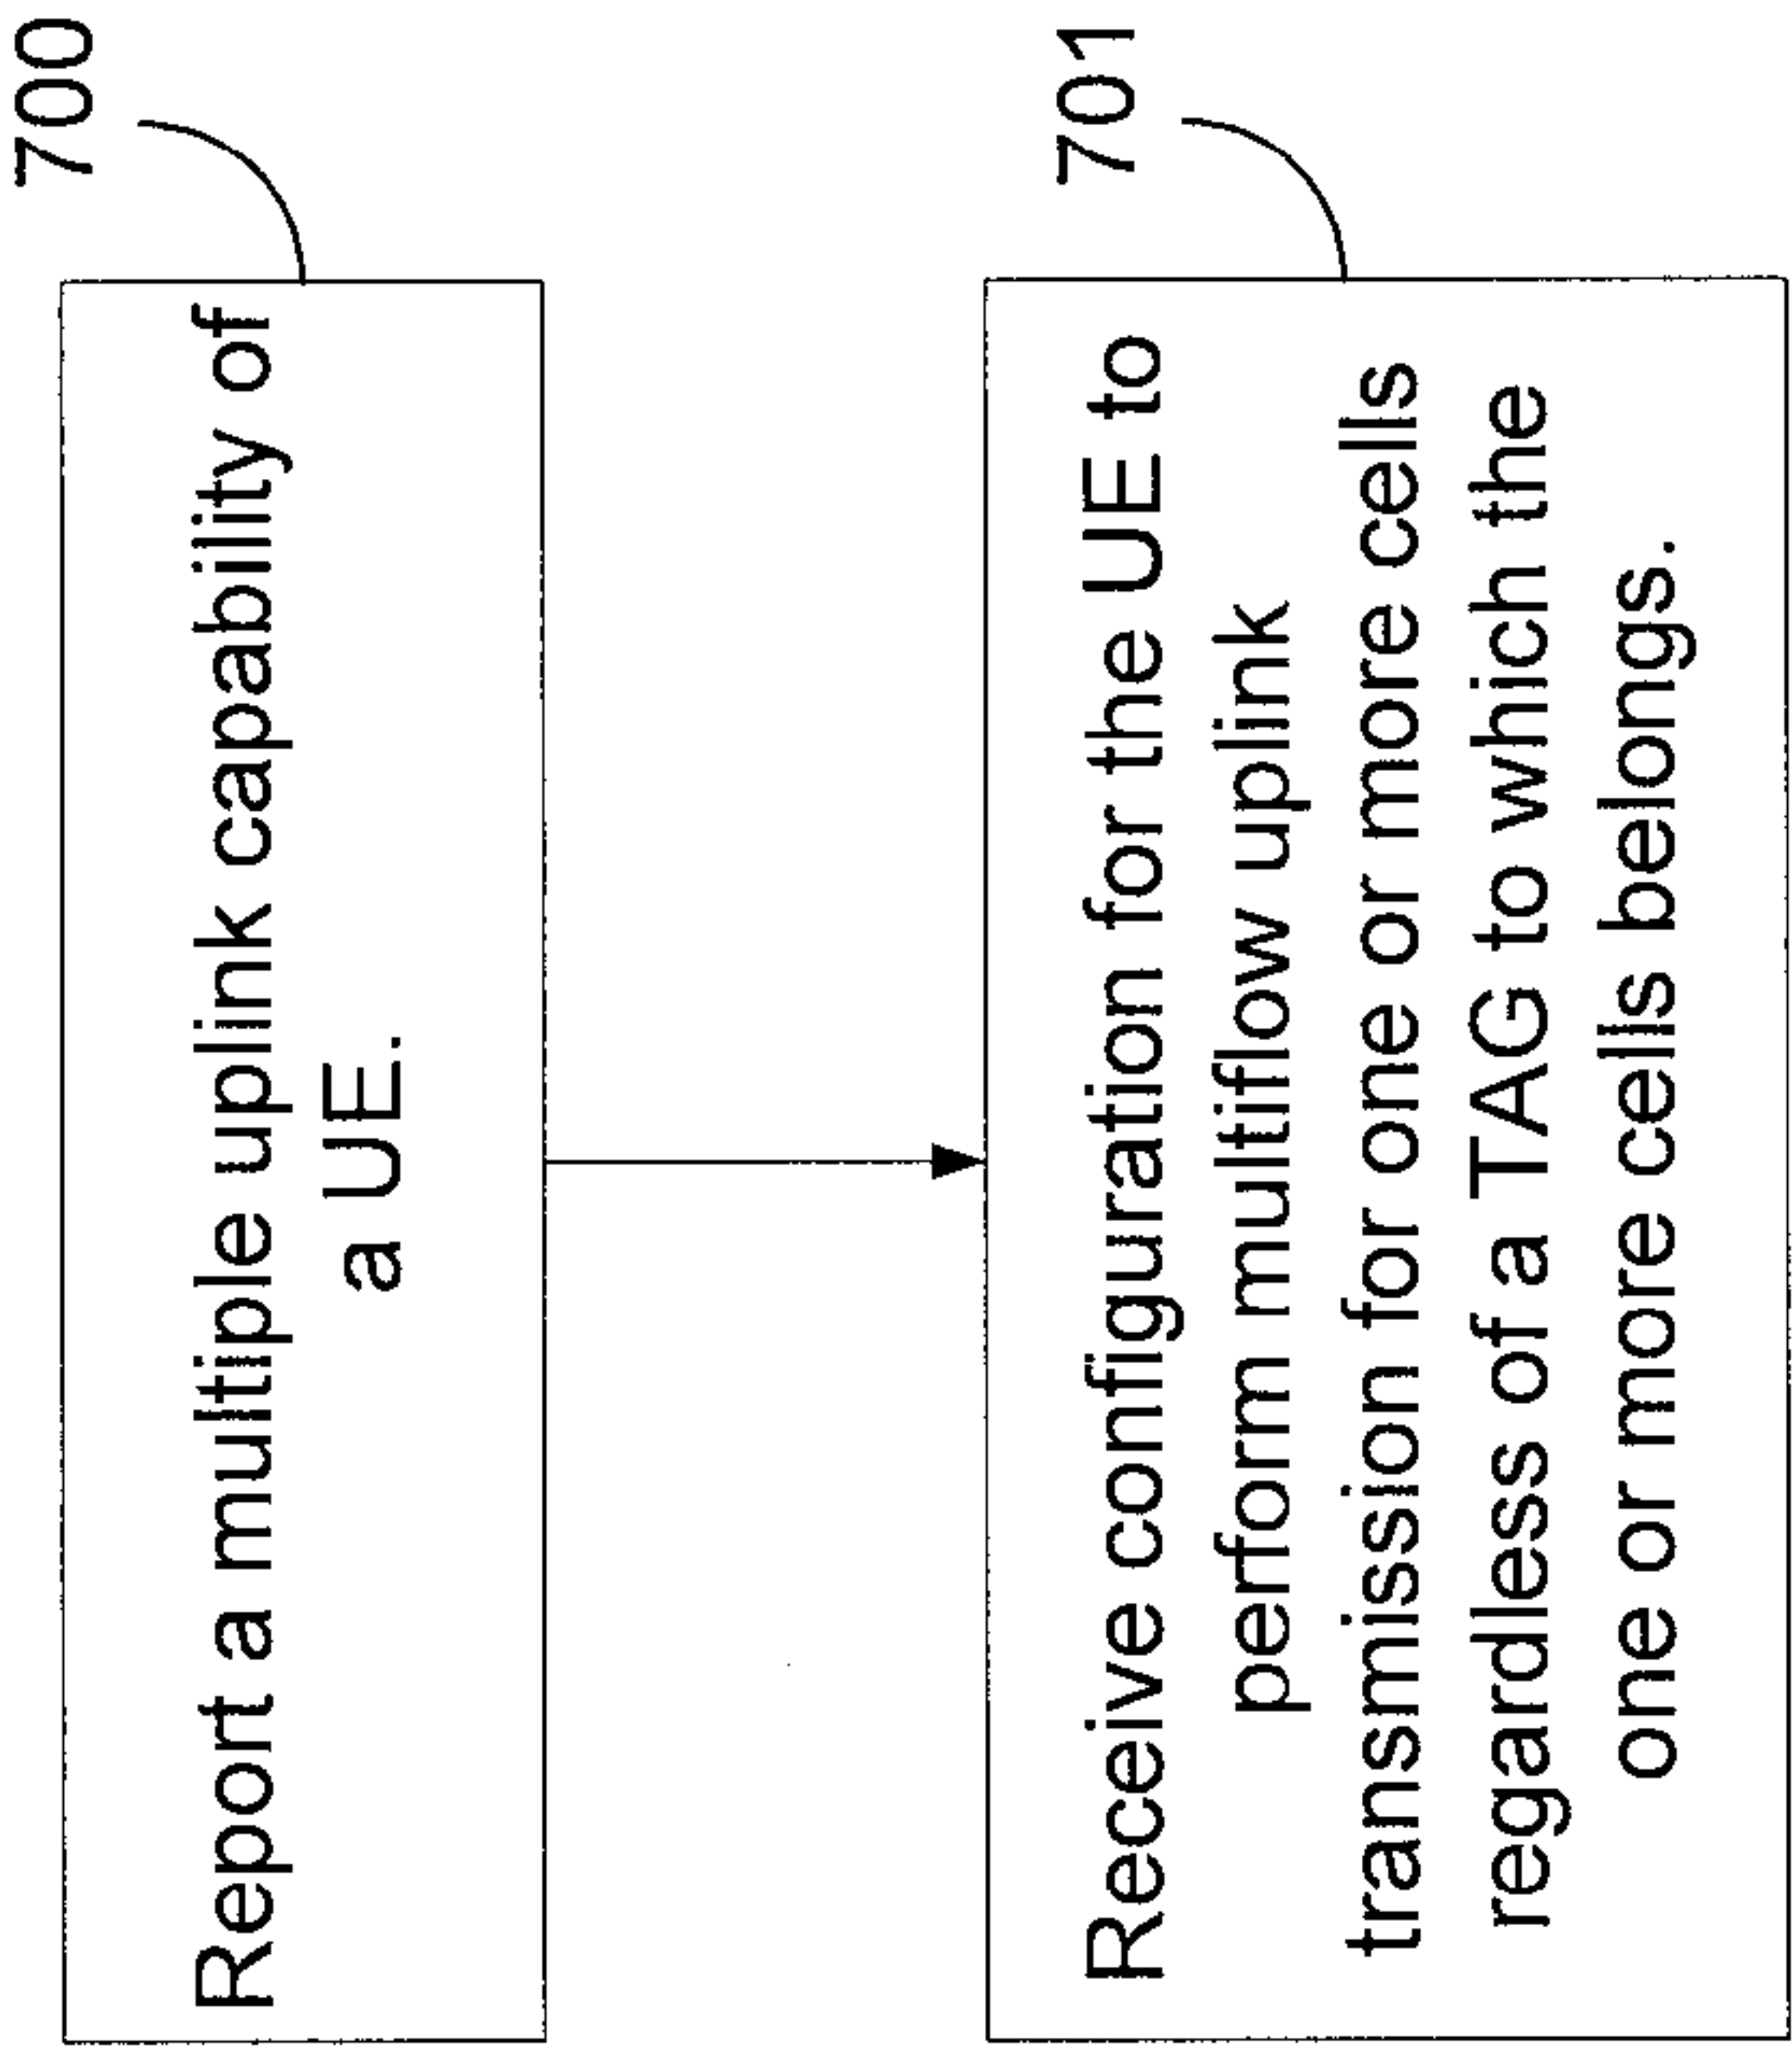 700
Report a multiple uplink capability of
a UE.
701
Receive configuration for the UE to
perform multiflow uplink
transmission for one or more cells
regardless of a TAG to which the
one or more cells belongs.